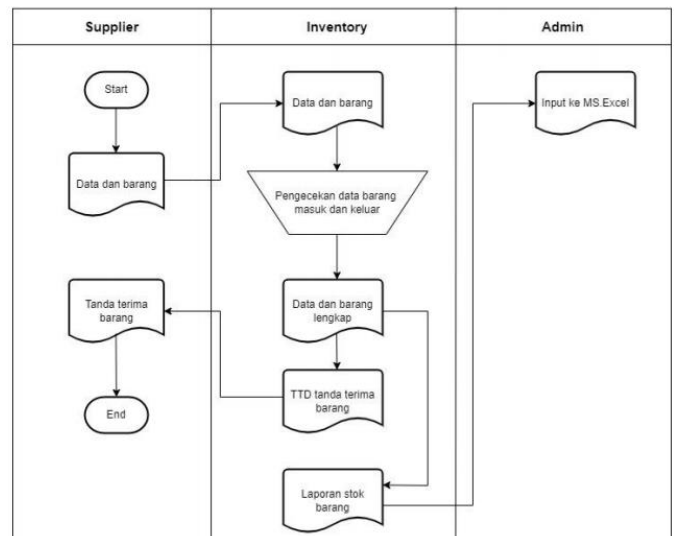 Supplier
Inventory
Admin
Start
Data dan barang
Data dan barang
Input ke MS.Excel
Pengecekan data barang
masuk dan keluar
Tanda terima
barang
Data dan barang
lengkap
End
TTD tanda terima
barang
Laporan stok
barang